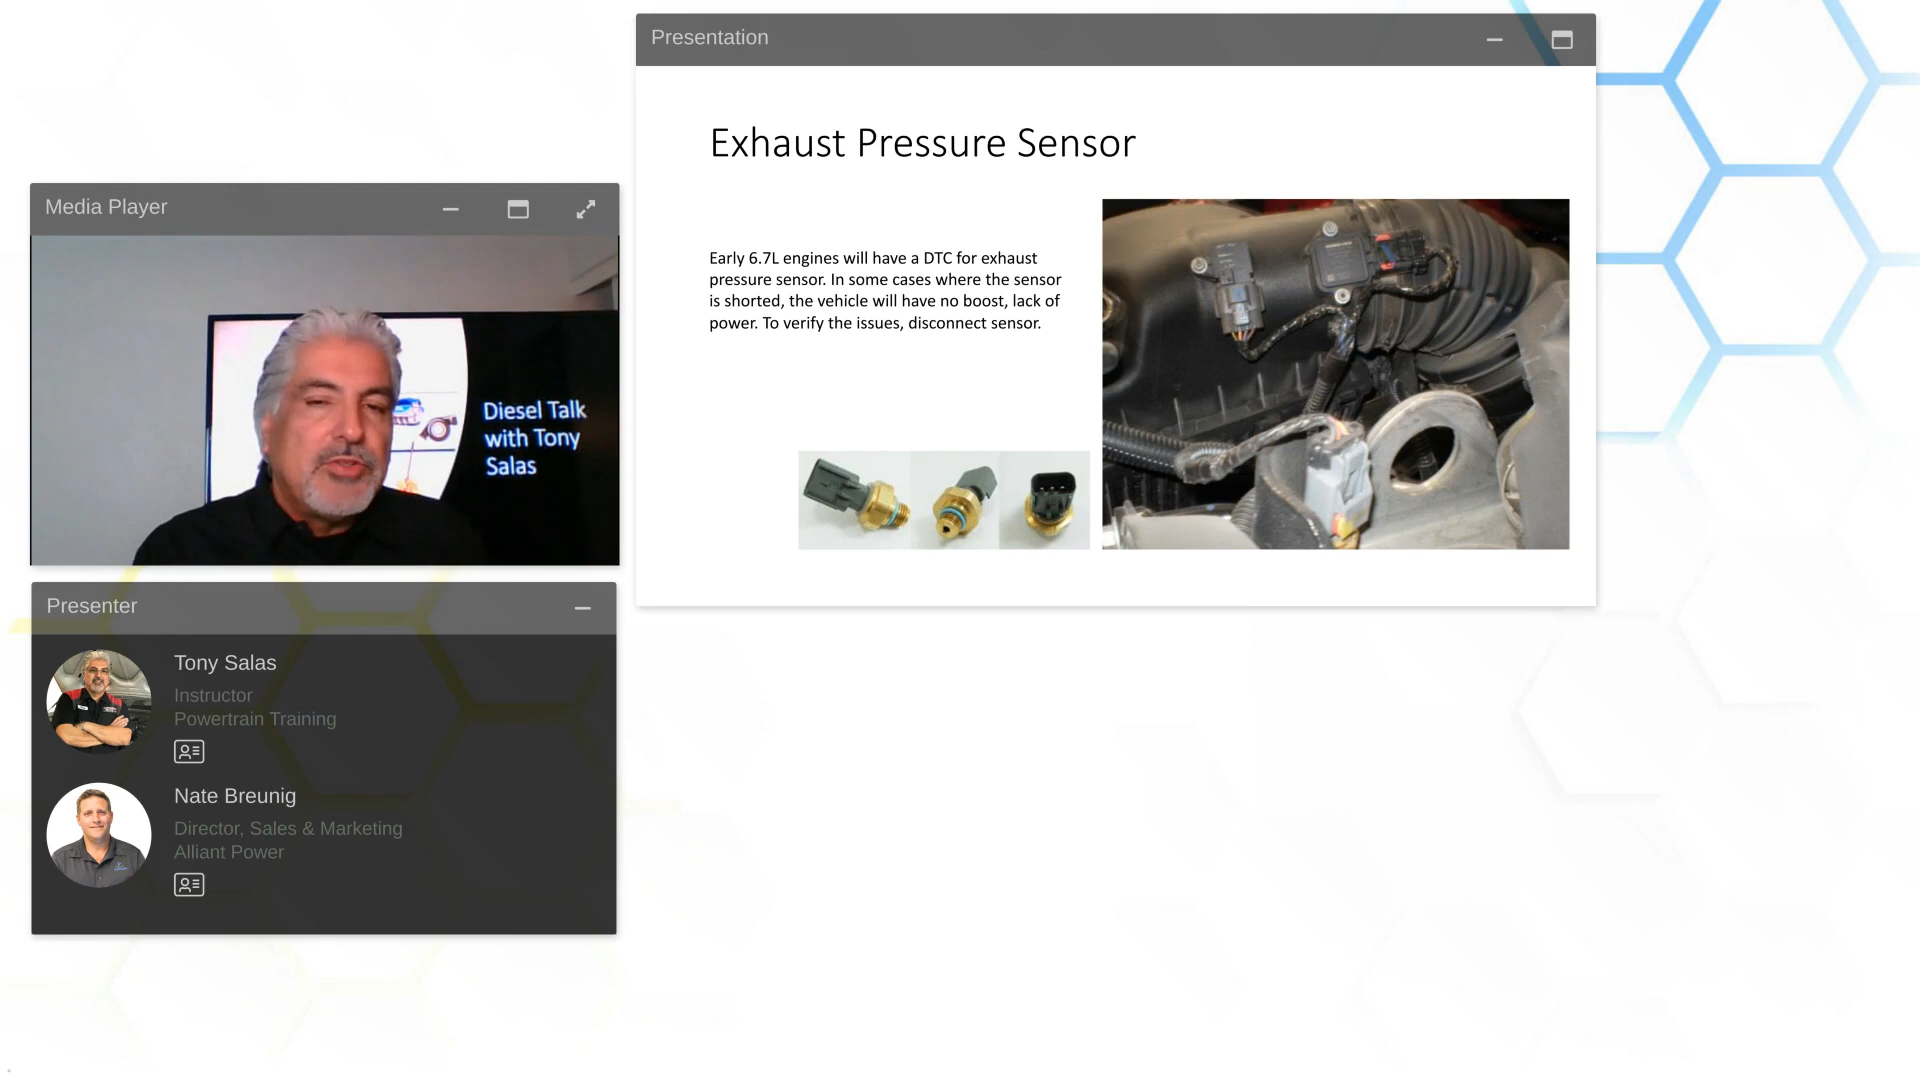 Presentation
Exhaust Pressure Sensor
Early 6.7L engines will have a DTC for exhaust
pressure sensor. In some cases where the sensor
is shorted, the vehicle will have no boost, lack of
power. To verify the issues, disconnect sensor.
Media Player
Diesel Talk
with Tony
Salas
Presenter
Tony Salas
Instructor
Powertrain Training
Nate Breunig
Director, Sales & Marketing
Alliant Power